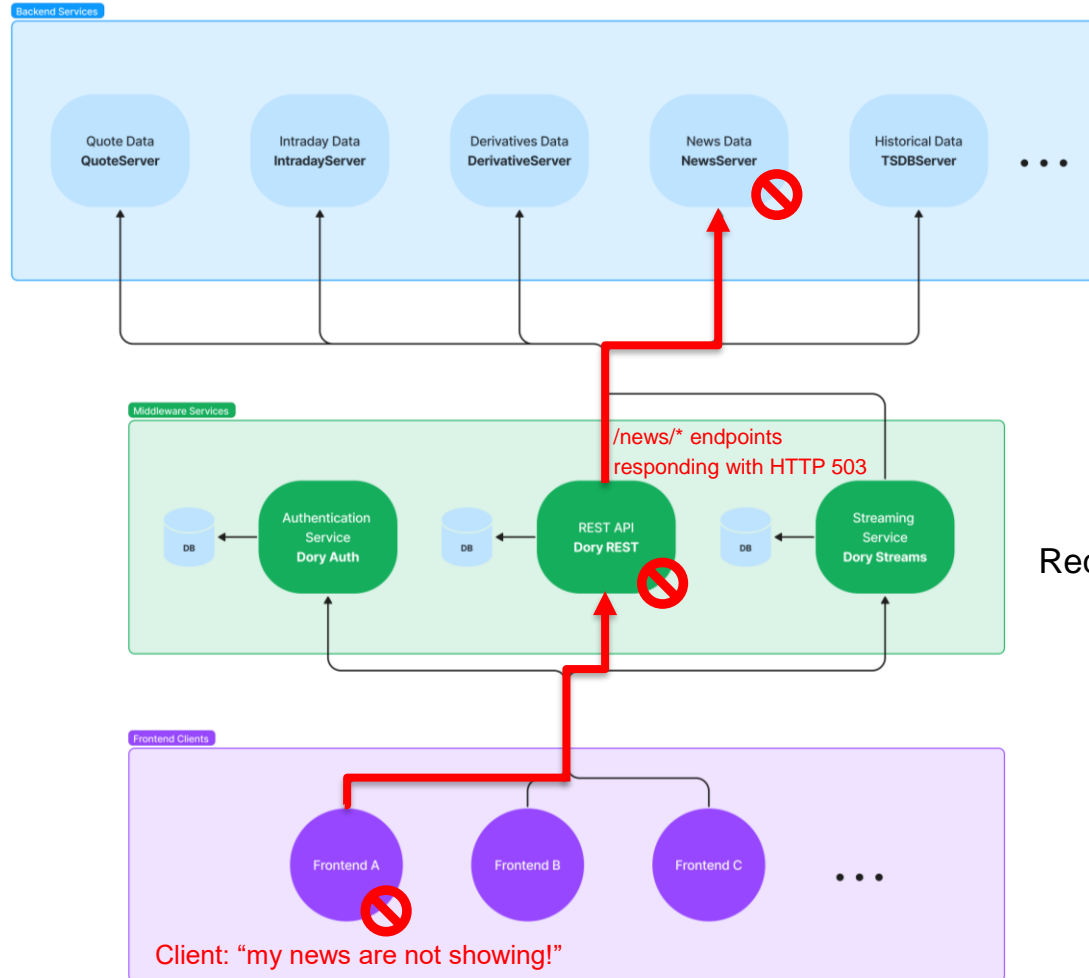 Backend Services
Quote Data
QuoteServer
Intraday Data
IntradayServer
Derivatives Data
DerivativeServer
News Data
NewsServer
Historical Data
TSDBServer
Middleware Services
/news/* endpoints
responding with HTTP 503
DB
Authentication
Service
Dory Auth
DB
REST API
Dory REST
DB
Streaming
Service
Dory Streams
Rec
Frontend Clients
Frontend A
Frontend B
Frontend C
Client: “my news are not showing!”